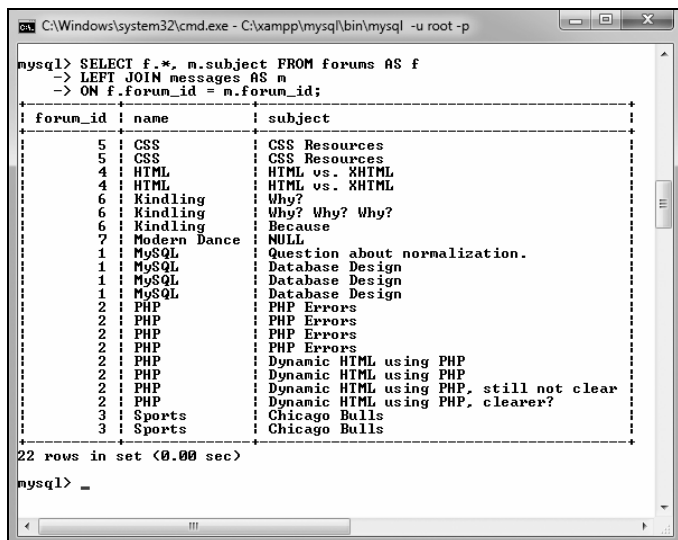 C:\Windows\system32\cmd.exe - C:\xampp\mysql\bin\mysql -u root -p
mysql> SELECT f.*, m.subject FROM forums AS f
-> LEFT JOIN messages AS m
-> ON f.forum_id = m.forum_id;
| forum_id | name | subject |
| 5 | CSS | CSS Resources |
| 5 | CSS | CSS Resources |
| 4 | HTML | HTML vs. XHTML |
| 4 | HTML | HTML vs. XHTML |
| 6 | Kindling | Why? |
| 6 | Kindling | Why? Why? Why? |
| 6 | Kindling | Because |
| 7 | Modern Dance | NULL |
| 1 | MySQL | Question about normalization. |
| 1 | MySQL | Database Design |
| 1 | MySQL | Database Design |
| 1 | MySQL | Database Design |
| 2 | PHP | PHP Errors |
| 2 | PHP | PHP Errors |
| 2 | PHP | PHP Errors |
| 2 | PHP | PHP Errors |
| 2 | PHP | Dynamic HTML using PHP |
| 2 | PHP | Dynamic HTML using PHP |
| 2 | PHP | Dynamic HTML using PHP, still not clear |
| 2 | PHP | Dynamic HTML using PHP, clearer? |
| 3 | Sports | Chicago Bulls |
| 3 | Sports | Chicago Bulls |
22 rows in set (0.00 sec)
mysql> _